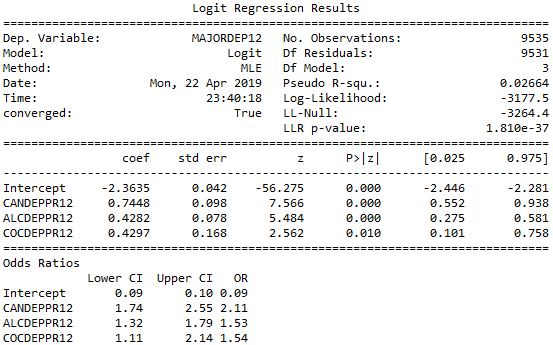 Logit Regression Results
==============================================================================
Dep. Variable: MAJORDEP12 No. Observations: 9535
Model: Logit Df Residuals: 9531
Method: MLE Df Model: 3
Date: Mon, 22 Apr 2019 Pseudo R-squ.: 0.02664
Time: 23:40:18 Log-Likelihood: -3177.5
converged: True LL-Null: -3264.4
LLR p-value: 1.810e-37
==============================================================================
coef std err z P>|z| [0.025 0.975]
------------------------------------------------------------------------------
Intercept -2.3635 0.042 -56.275 0.000 -2.446 -2.281
CANDEPPR12 0.7448 0.098 7.566 0.000 0.552 0.938
ALCDEPPR12 0.4282 0.078 5.484 0.000 0.275 0.581
COCDEPPR12 0.4297 0.168 2.562 0.010 0.101 0.758
==============================================================================
Odds Ratios
Lower CI Upper CI OR
Intercept 0.09 0.10 0.09
CANDEPPR12 1.74 2.55 2.11
ALCDEPPR12 1.32 1.79 1.53
COCDEPPR12 1.11 2.14 1.54